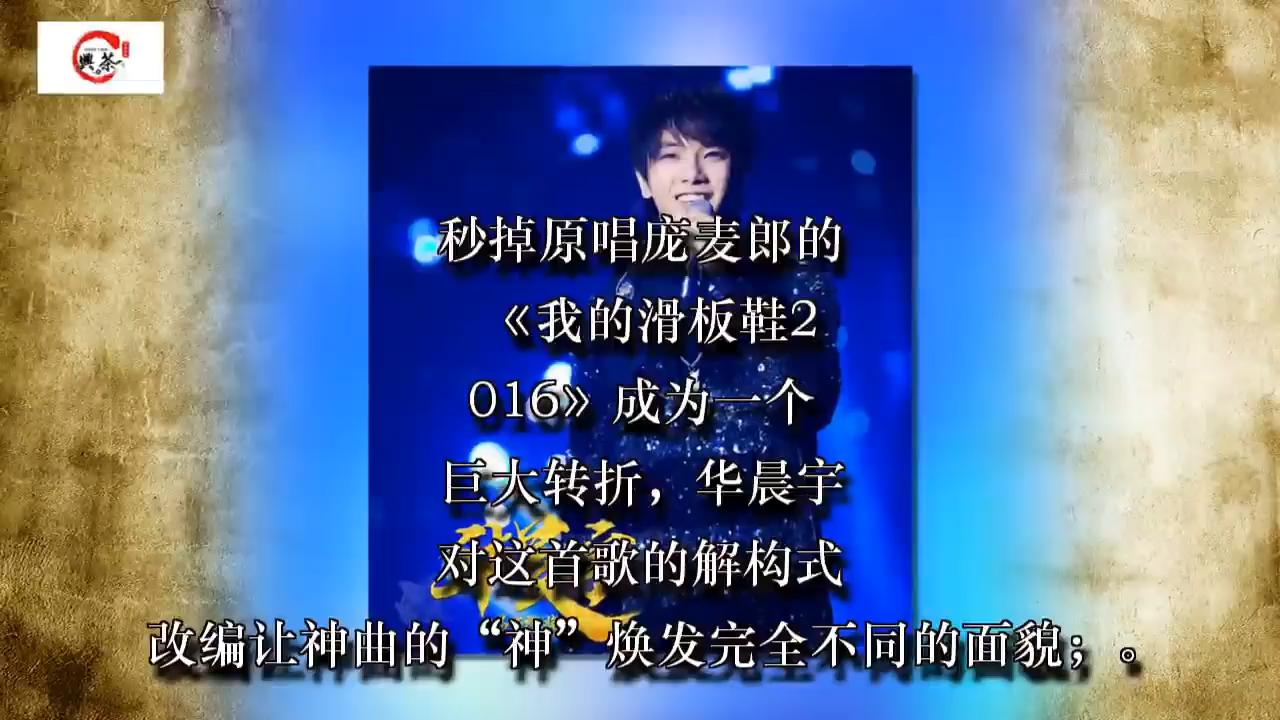 興茶
秒掉原唱庞麦郎的
《我的滑板鞋2
016》成为一个
巨大转折，华晨宇
对这首歌的解构式
改编让神曲的“神”焕发完全不同的面貌；。